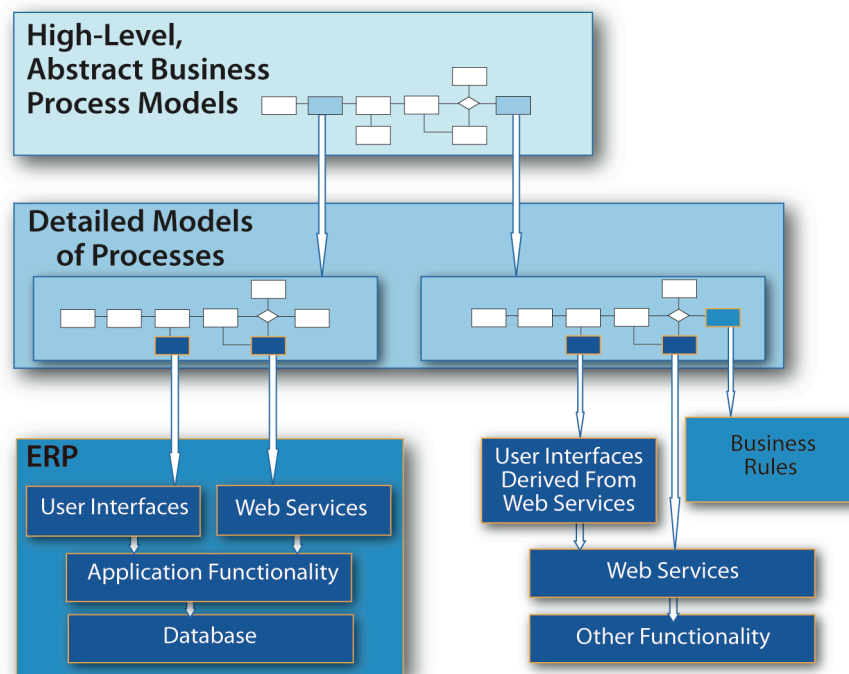 High-Level,
Abstract Business
Process Models
Detailed Models
of Processes
ERP
User Interfaces
Web Services
Application Functionality
Database
User Interfaces
Derived From
Web Services
Business
Rules
Web Services
Other Functionality